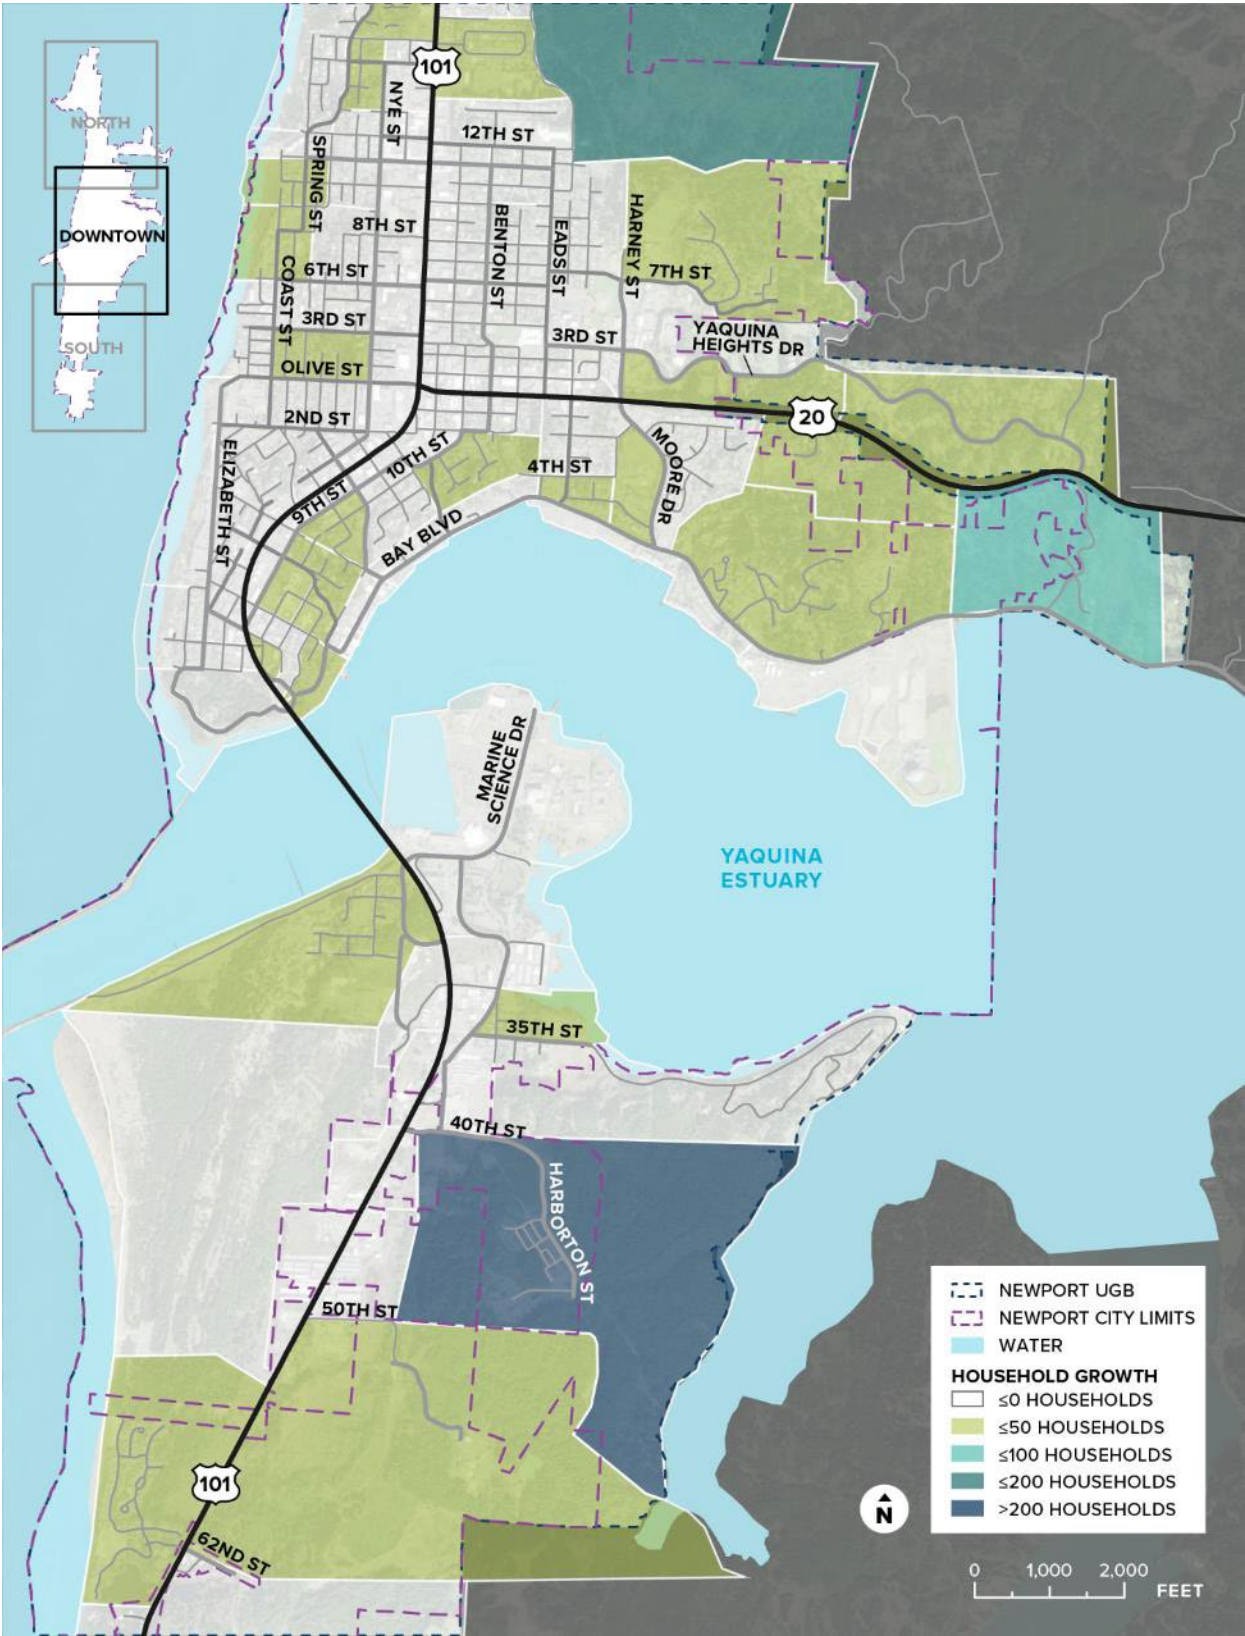 NORTH
DOWNTOWN
SOUTH
101
NYE ST
12TH ST
SPRING ST
8TH ST
BENTON ST
EADS ST
HARNEY ST
COAST ST
6TH ST
7TH ST
3RD ST
3RD ST
YAQUINA
HEIGHTS DR
OLIVE ST
2ND ST
20
ELIZABETH ST
10TH ST
4TH ST
MOORE DR
9TH ST
BAY BLVD
MARINE
SCIENCE DR
YAQUINA
ESTUARY
35TH ST
40TH ST
HARBORTON ST
50TH ST
101
62ND ST
NEWPORT UGB
NEWPORT CITY LIMITS
WATER
HOUSEHOLD GROWTH
≤0 HOUSEHOLDS
≤50 HOUSEHOLDS
≤100 HOUSEHOLDS
≤200 HOUSEHOLDS
>200 HOUSEHOLDS
N
0 1,000 2,000
FEET